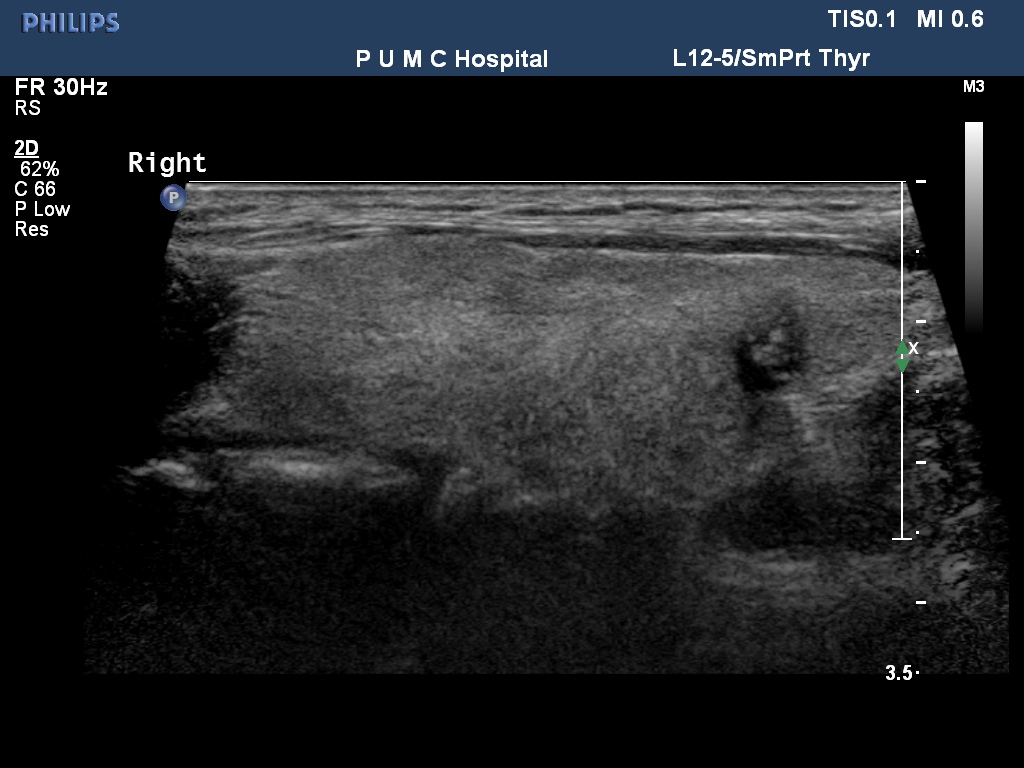 PHILIPS
TIS0.1 MI 0.6
P U M C Hospital
L12-5/SmPrt Thyr
FR 30Hz
RS
M3
2D
62%
C 66
P Low
Res
Right
P
X
3.5